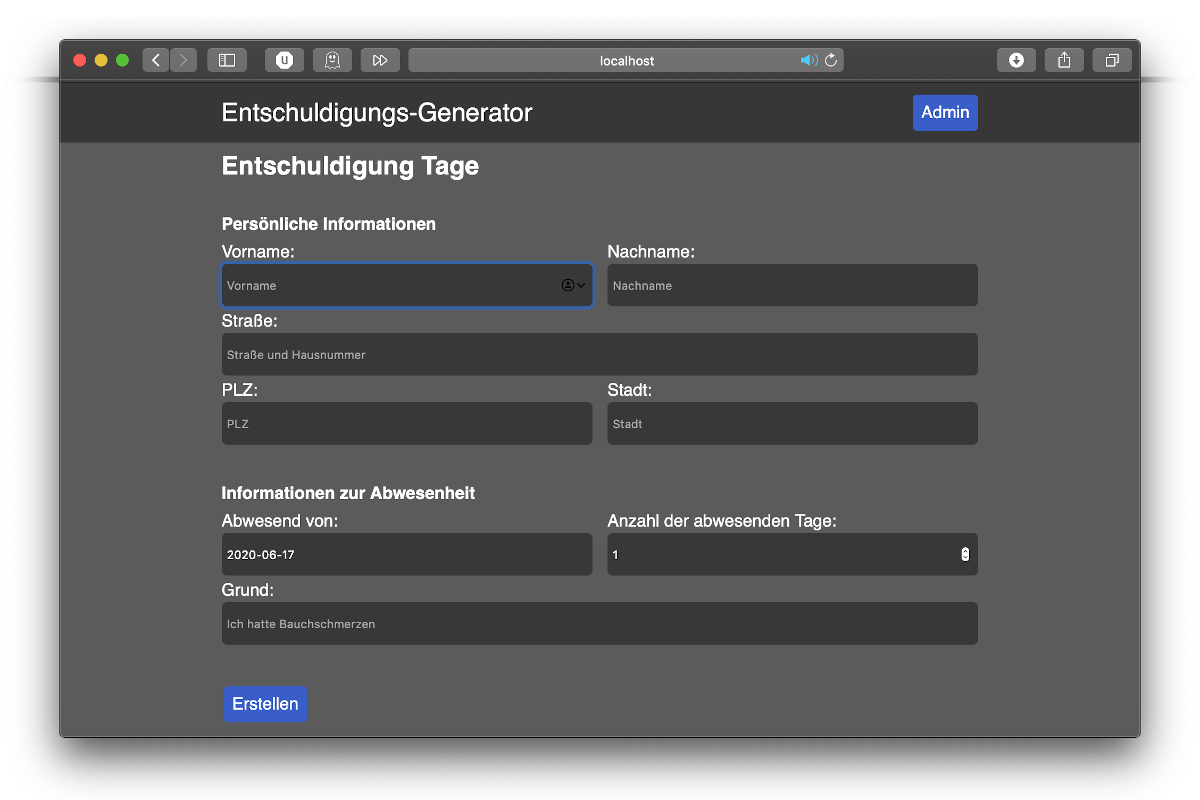 localhost
Entschuldigungs-Generator
Admin
Entschuldigung Tage
Persönliche Informationen
Vorname:
Nachname:
Vorname
Nachname
Straße:
Straße und Hausnummer
PLZ:
Stadt:
PLZ
Stadt
Informationen zur Abwesenheit
Abwesend von:
Anzahl der abwesenden Tage:
2020-06-17
1
Grund:
Ich hatte Bauchschmerzen
Erstellen